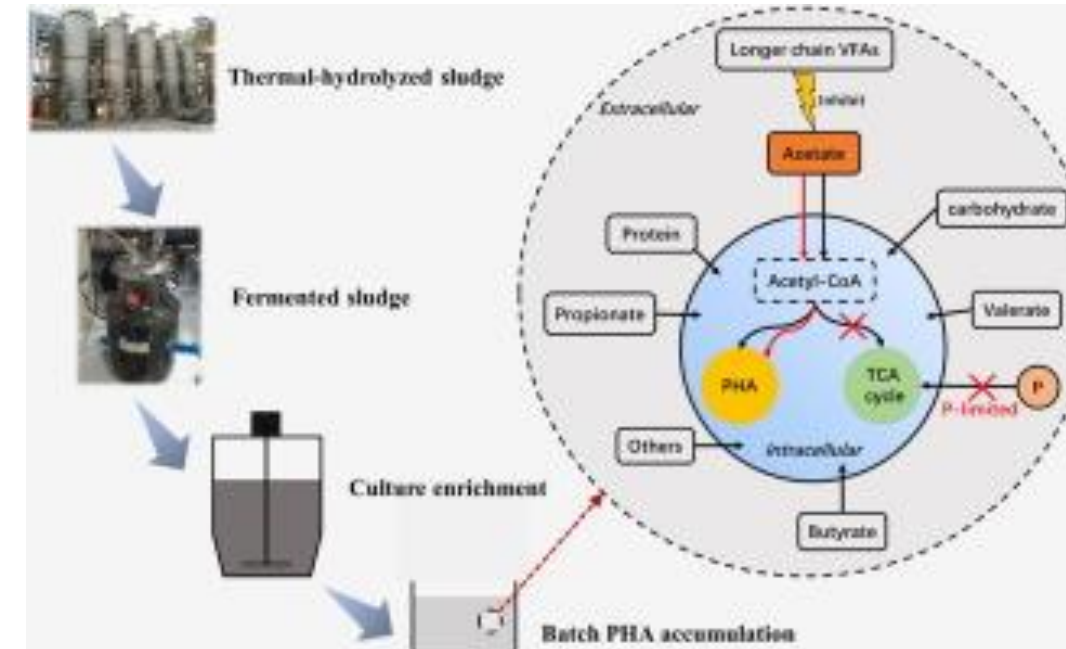 Thermal-hydrolyzed sludge
Fermented sludge
Culture enrichment
Batch PHA accumulation
Longer chain VFAs
Inhibit
Extracellular
Acetate
carbohydrate
Protein
Acetyl-CoA
Propionate
Valerate
PHA
TCA
cycle
P
P-limited
Others
Intracellular
Butyrate